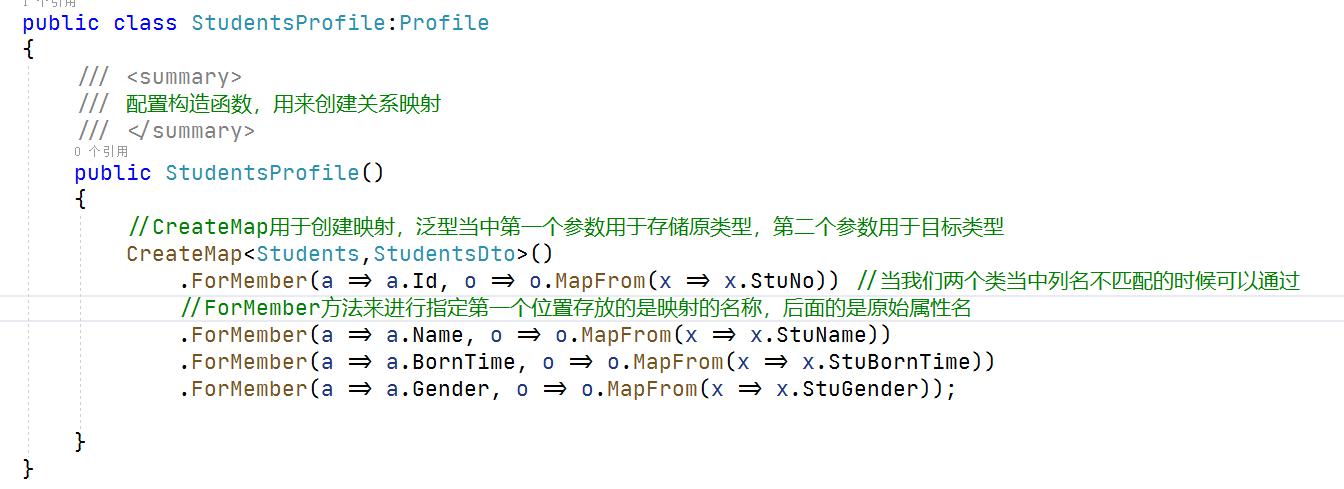 1 个引用
public class StudentsProfile:Profile
{
/// <summary>
/// 配置构造函数，用来创建关系映射
/// </summary>
0 个引用
public StudentsProfile()
{
//CreateMap用于创建映射，泛型当中第一个参数用于存储原类型，第二个参数用于目标类型
CreateMap<Students,StudentsDto>()
.ForMember(a => a.Id, o => o.MapFrom(x => x.StuNo)) //当我们两个类当中列名不匹配的时候可以通过
//ForMember方法来进行指定第一个位置存放的是映射的名称，后面的是原始属性名
.ForMember(a => a.Name, o => o.MapFrom(x => x.StuName))
.ForMember(a => a.BornTime, o => o.MapFrom(x => x.StuBornTime))
.ForMember(a => a.Gender, o => o.MapFrom(x => x.StuGender));
}
}